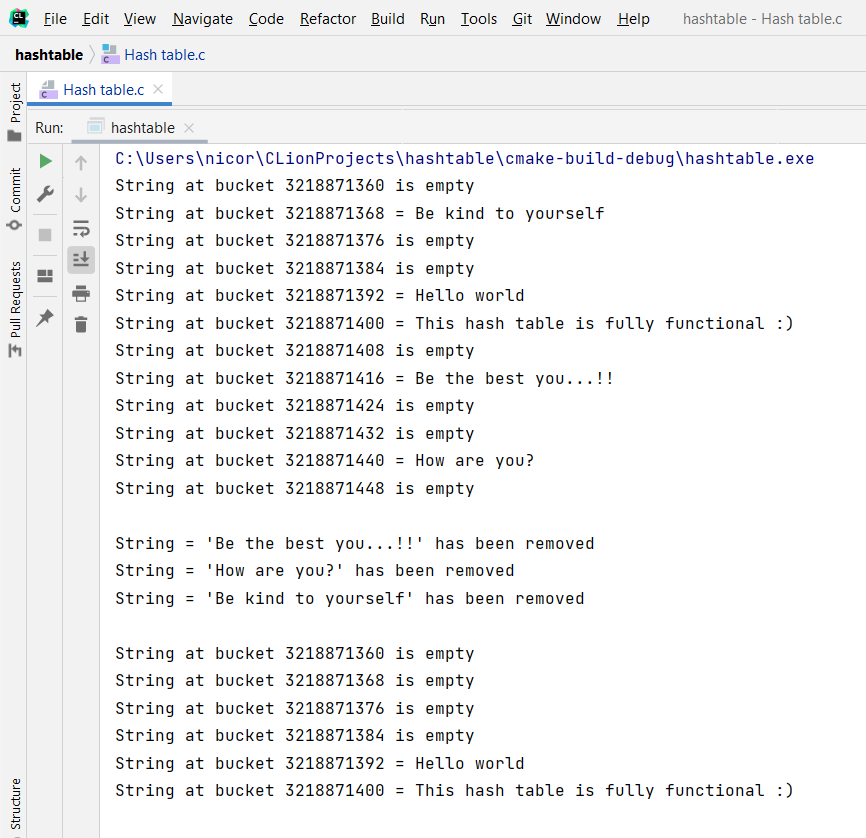 CL
File Edit View Navigate Code Refactor Build Run Tools Git Window Help hashtable - Hash table.c
hashtable Hash table.c
Hash table.c
Project
Run: hashtable
Commit
Pull Requests
Structure
C:\Users\nicor\CLionProjects\hashtable\cmake-build-debug\hashtable.exe
String at bucket 3218871360 is empty
String at bucket 3218871368 = Be kind to yourself
String at bucket 3218871376 is empty
String at bucket 3218871384 is empty
String at bucket 3218871392 = Hello world
String at bucket 3218871400 = This hash table is fully functional :)
String at bucket 3218871408 is empty
String at bucket 3218871416 = Be the best you...!!
String at bucket 3218871424 is empty
String at bucket 3218871432 is empty
String at bucket 3218871440 = How are you?
String at bucket 3218871448 is empty
String = 'Be the best you...!!' has been removed
String = 'How are you?' has been removed
String = 'Be kind to yourself' has been removed
String at bucket 3218871360 is empty
String at bucket 3218871368 is empty
String at bucket 3218871376 is empty
String at bucket 3218871384 is empty
String at bucket 3218871392 = Hello world
String at bucket 3218871400 = This hash table is fully functional :)